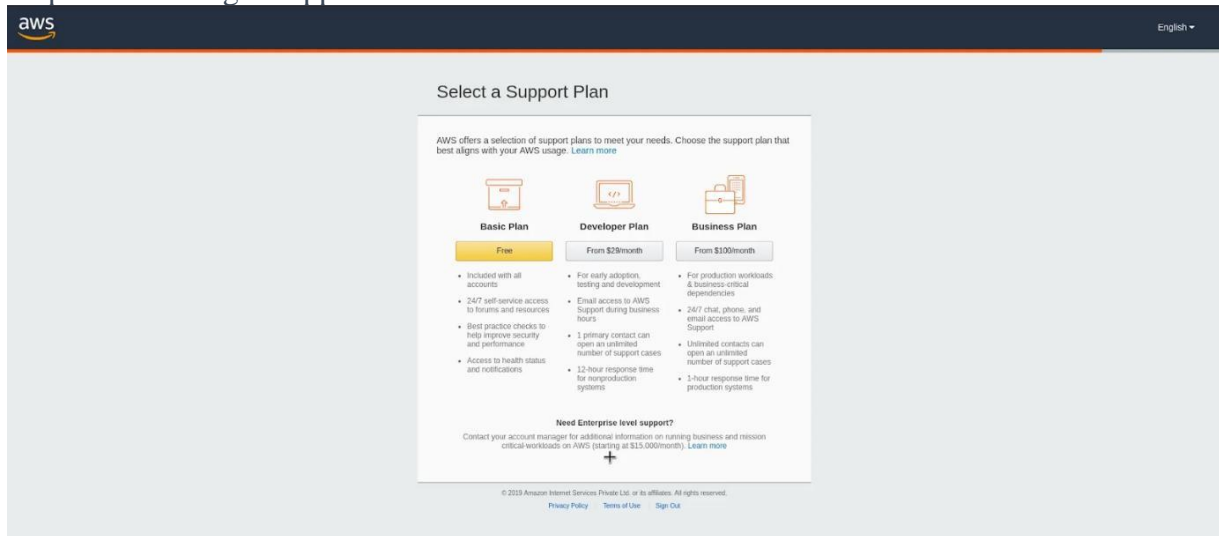 aws
English
Select a Support Plan
AWS offers a selection of support plans to meet your needs. Choose the support plan that
best aligns with your AWS usage. Learn more
</>
Basic Plan
Free
• Included with all
accounts
• 24/7 self-service access
to forums and resources
• Best practice checks to
help improve security
and performance
• Access to health status
and notifications
Developer Plan
From $29/month
• For early adoption,
testing and development
• Email access to AWS
Support during business
hours
• 1 primary contact can
open an unlimited
number of support cases
• 12-hour response time
for nonproduction
systems
Business Plan
From $100/month
• For production workloads
& business-critical
dependencies
• 24/7 chat, phone, and
email access to AWS
Support
• Unlimited contacts can
open an unlimited
number of support cases
• 1-hour response time for
production systems
Need Enterprise level support?
Contact your account manager for additional information on running business and mission
critical-workloads on AWS (starting at $15,000/month). Learn more
© 2019 Amazon Internet Services Private Ltd. or its affiliates. All rights reserved.
Privacy Policy | Terms of Use | Sign Out